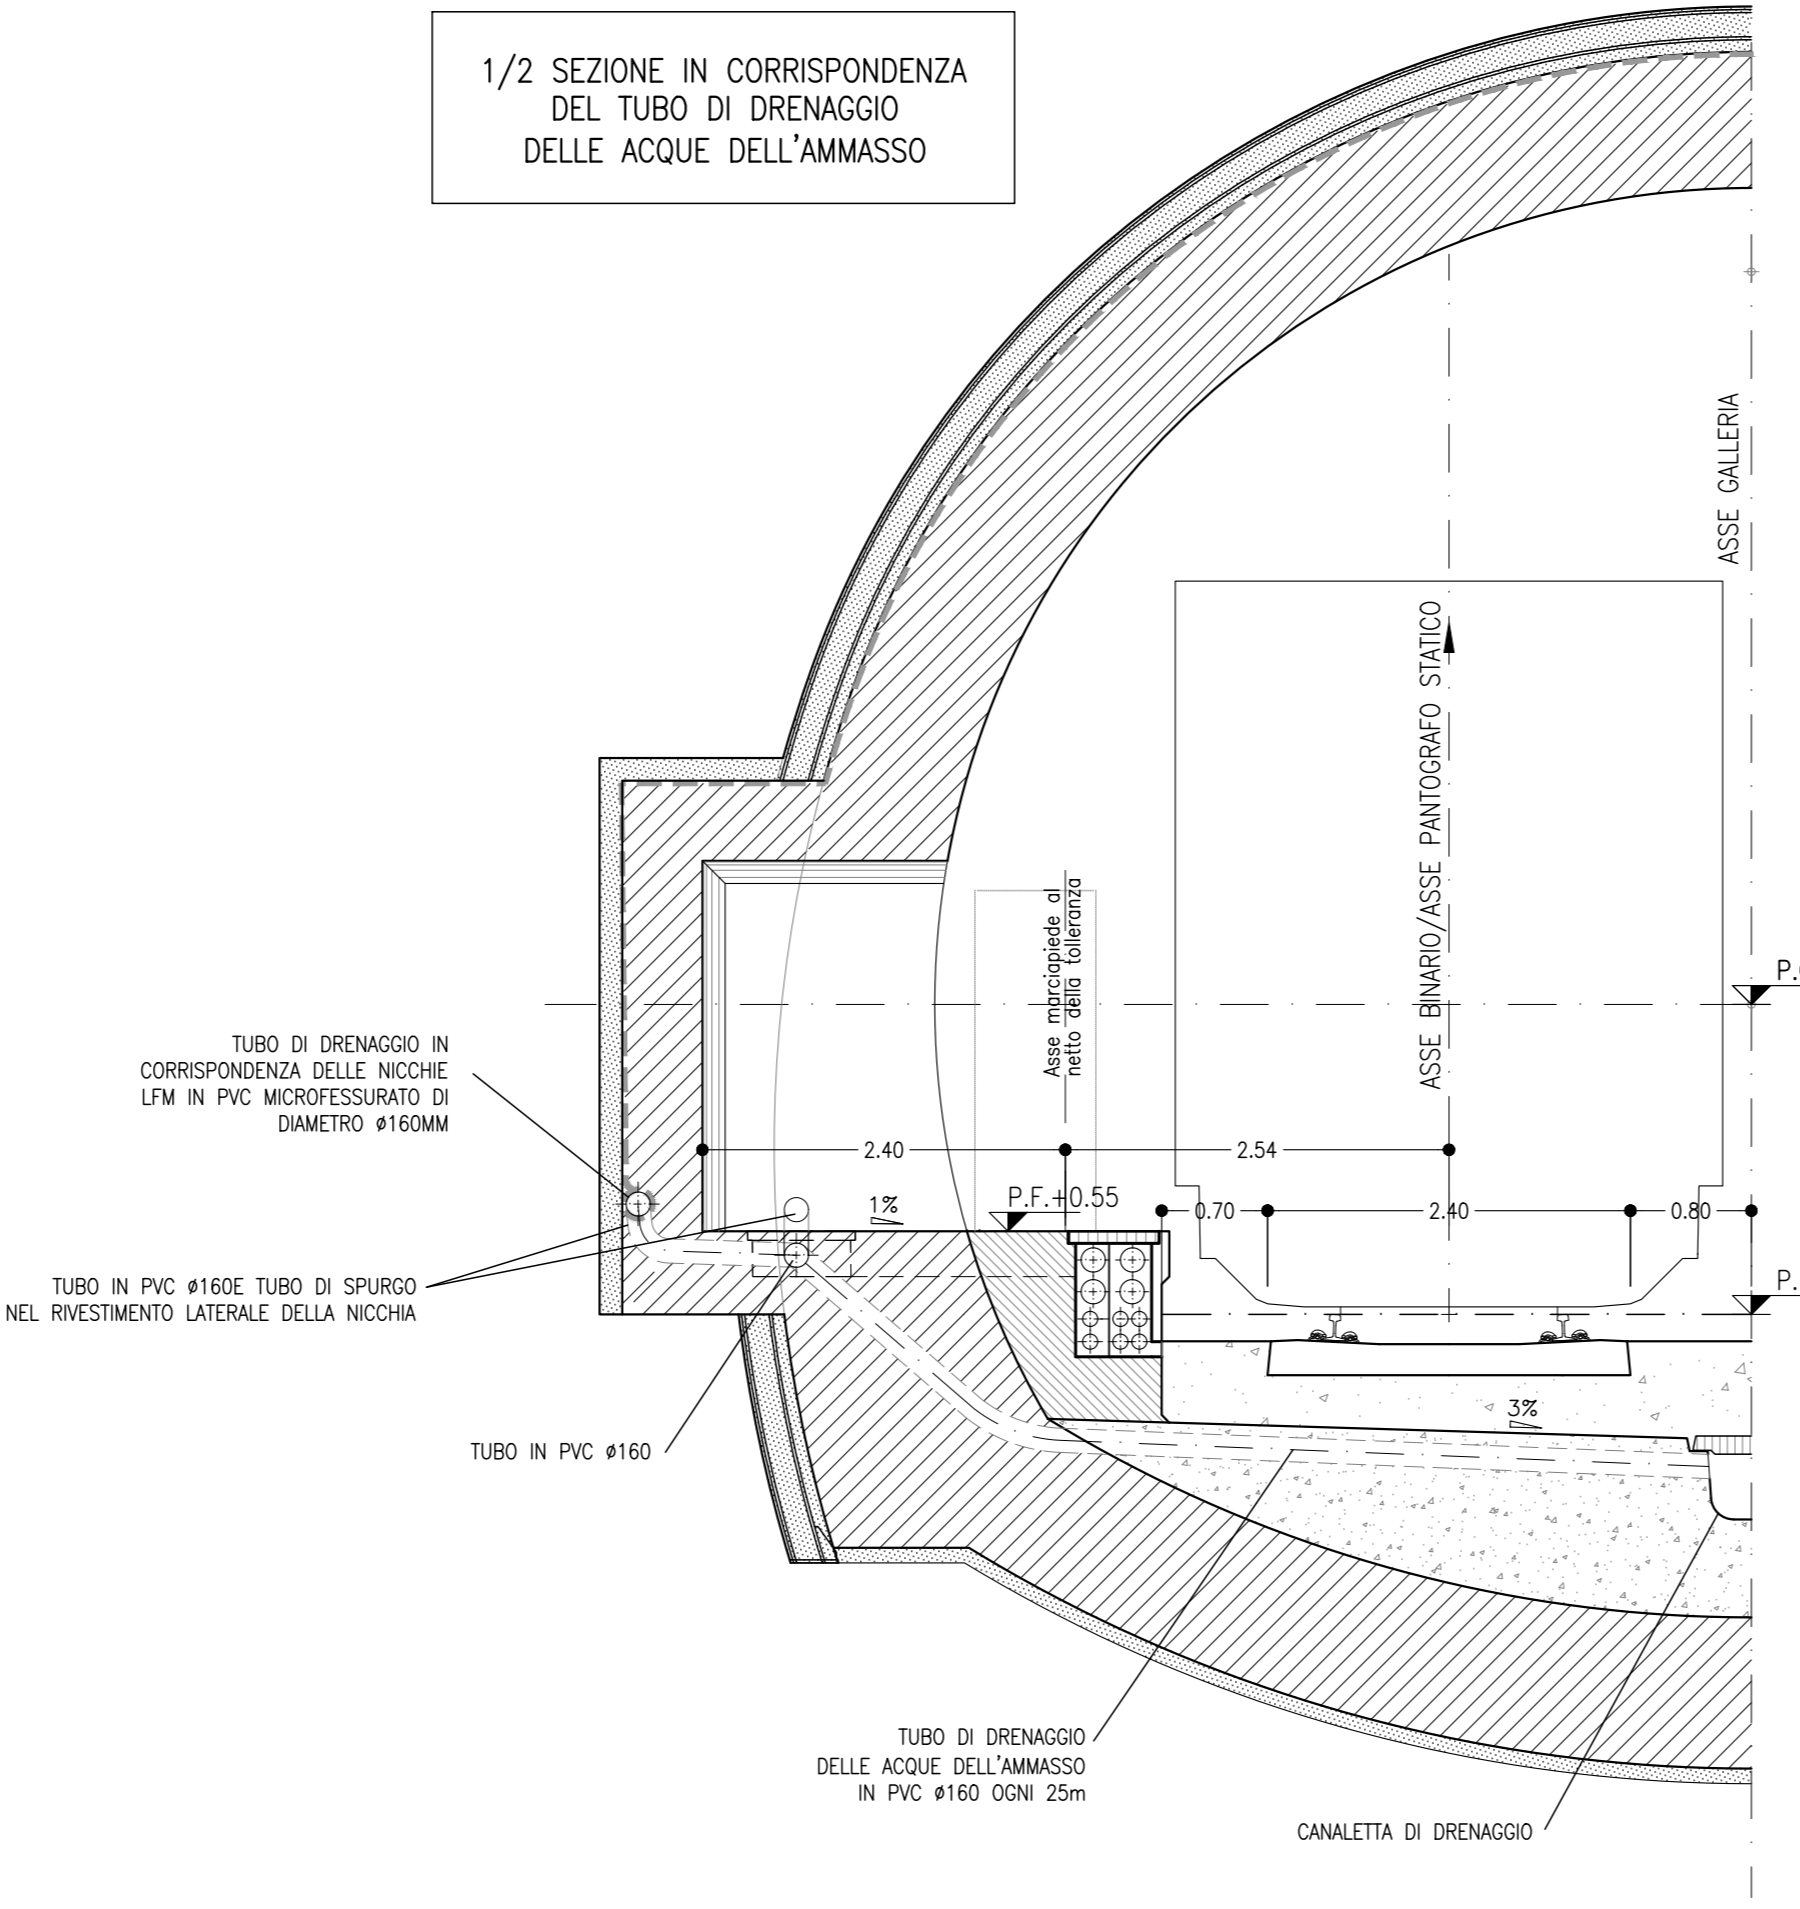 1/2 SEZIONE IN CORRISPONDENZA
DEL TUBO DI DRENAGGIO
DELLE ACQUE DELL'AMMASSO
ASSE GALLERIA
ASSE BINARIO/ASSE PANTOGRAFO STATICO
Asse marciapiede al
netto della tolleranza
TUBO DI DRENAGGIO IN
CORRISPONDENZA DELLE NICCHIE
LFM IN PVC MICROFESSURATO DI
DIAMETRO ø160MM
2.40
2.54
1%
P.F.+0.55
0.70
2.40
0.80
TUBO IN PVC ø160E TUBO DI SPURGO
NEL RIVESTIMENTO LATERALE DELLA NICCHIA
3%
TUBO IN PVC ø160
TUBO DI DRENAGGIO
DELLE ACQUE DELL'AMMASSO
IN PVC ø160 OGNI 25m
CANALETTA DI DRENAGGIO